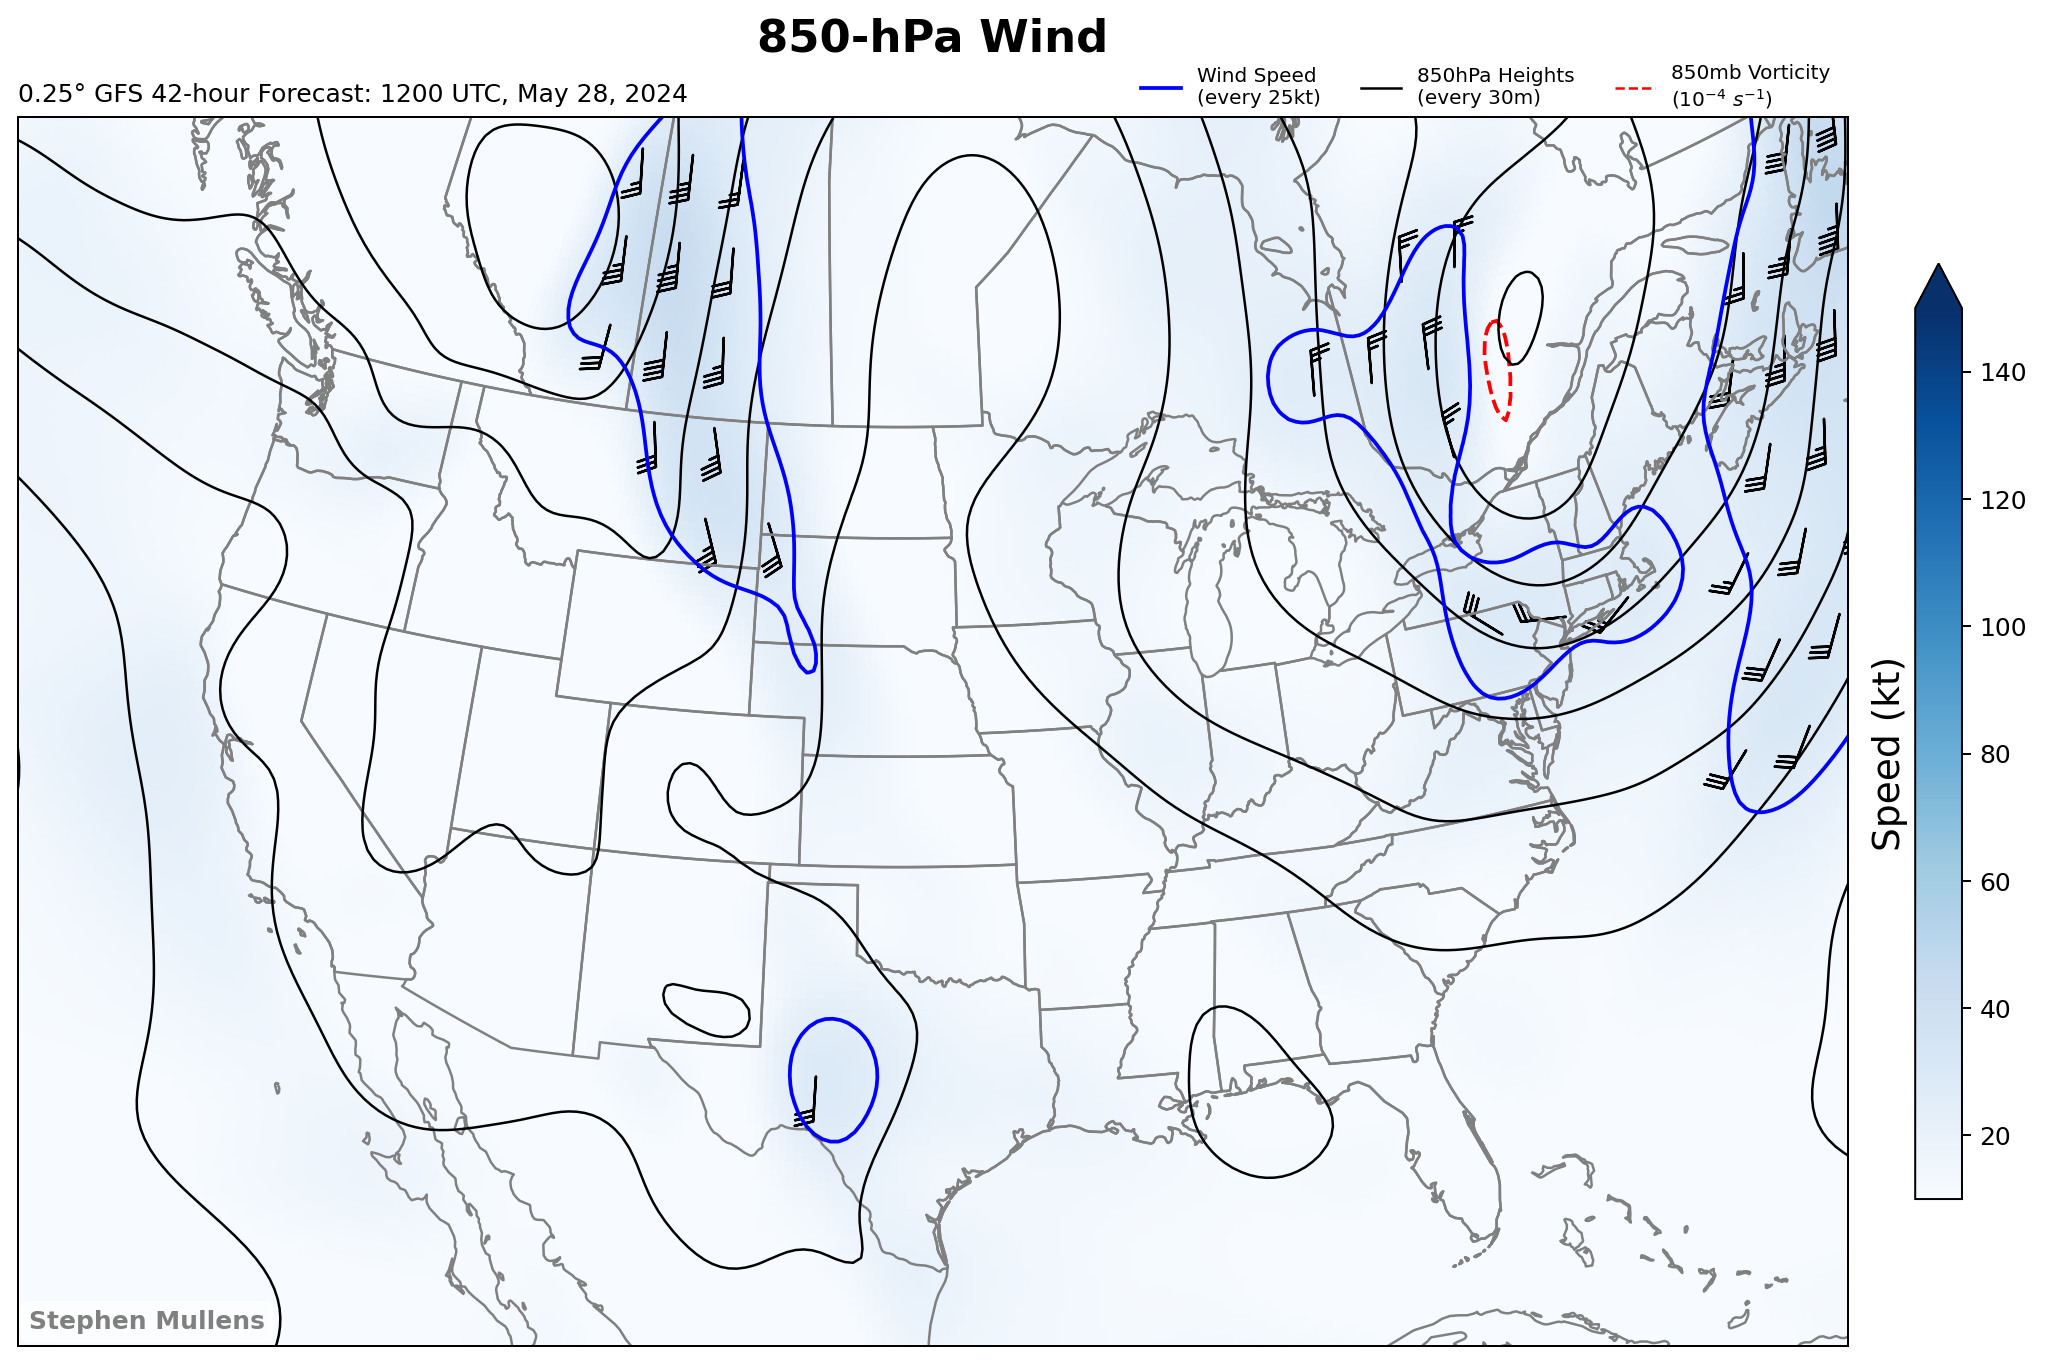 850-hPa Wind
0.25° GFS 42-hour Forecast: 1200 UTC, May 28, 2024
Wind Speed
(every 25kt)
850hPa Heights
(every 30m)
850mb Vorticity
(10⁻⁴ s⁻¹)
140
120
100
80
60
40
20
Speed (kt)
Stephen Mullens